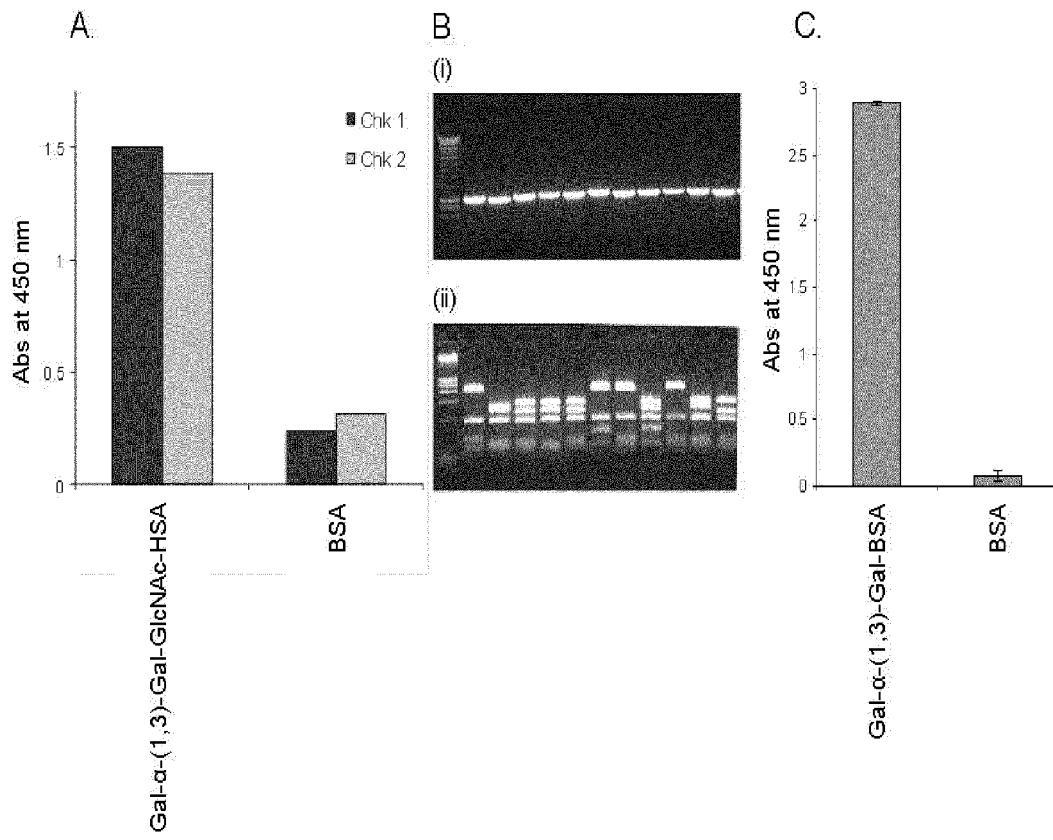 A.
Abs at 450 nm
1.5
1
0.5
0
Chk 1
Chk 2
Gal-α-(1,3)-Gal-GlcNAc-HSA
BSA
B
(i)
(ii)
C.
Abs at 450 nm
3
2.5
2
1.5
1
0.5
0
Gal-α-(1,3)-Gal-BSA
BSA